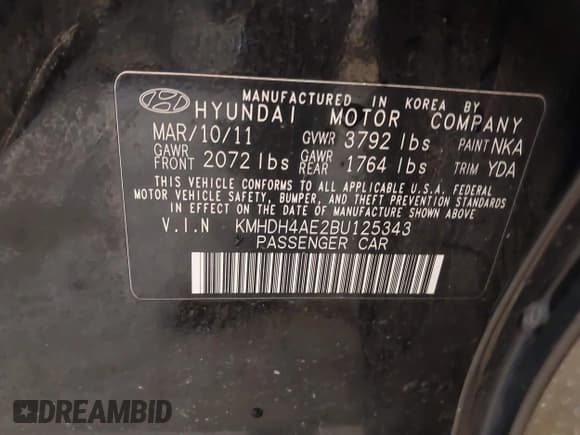 MANUFACTURED IN KOREA BY
HYUNDAI MOTOR COMPANY
MAR/10/11 GVWR 3792 lbs PAINT NKA
GAWR FRONT 2072 lbs GAWR REAR 1764 lbs TRIM YDA
THIS VEHICLE CONFORMS TO ALL APPLICABLE U.S.A. FEDERAL
MOTOR VEHICLE SAFETY, BUMPER, AND THEFT PREVENTION STANDARDS
IN EFFECT ON THE DATE OF MANUFACTURE SHOWN ABOVE.
V.I.N KMHDH4AE2BU125343
PASSENGER CAR
DREAMBID